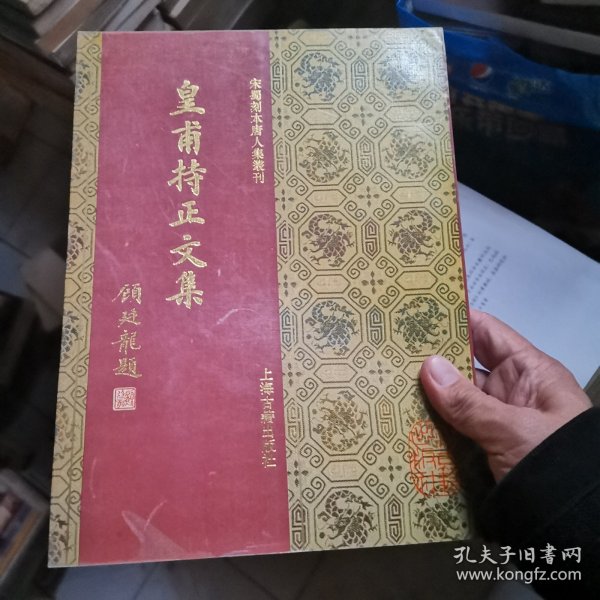 皇甫持正文集
顧廷龍題
宋蜀刻本唐人集叢刊
上海古籍出版社
孔夫子旧书网
www.kongfz.com